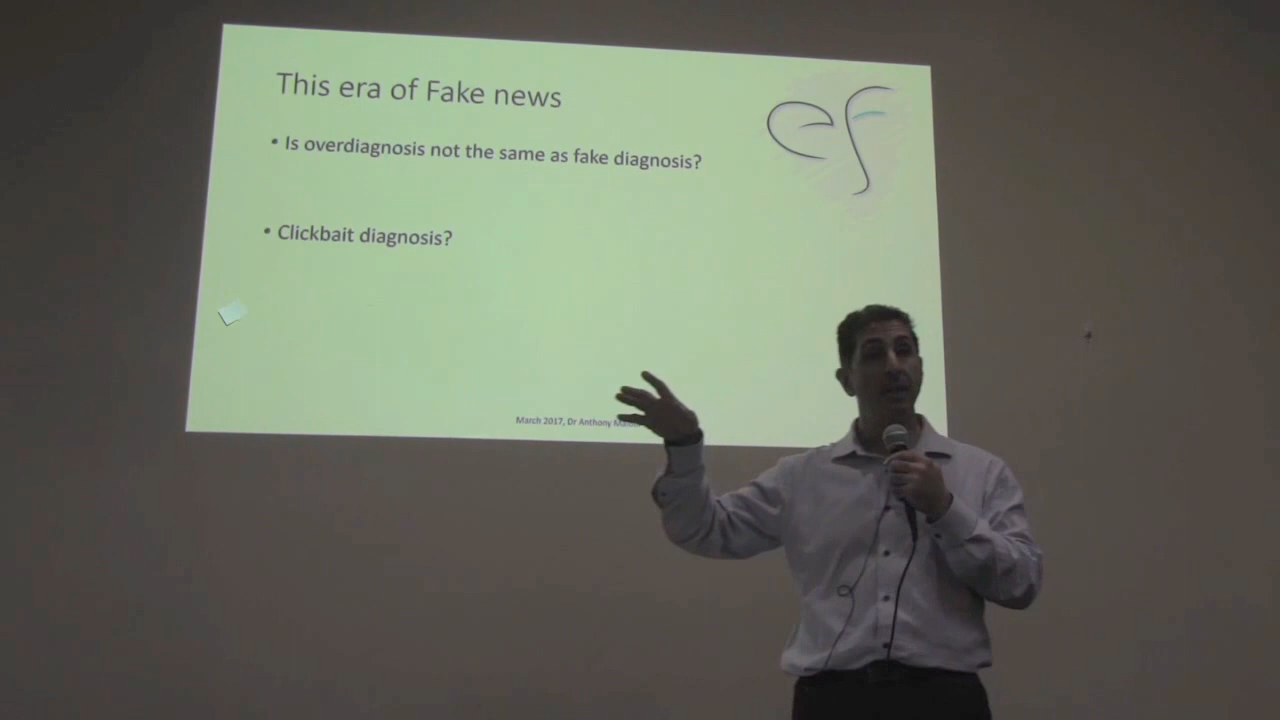 This era of Fake news
ef
• Is overdiagnosis not the same as fake diagnosis?
• Clickbait diagnosis?
March 2017, Dr Anthony